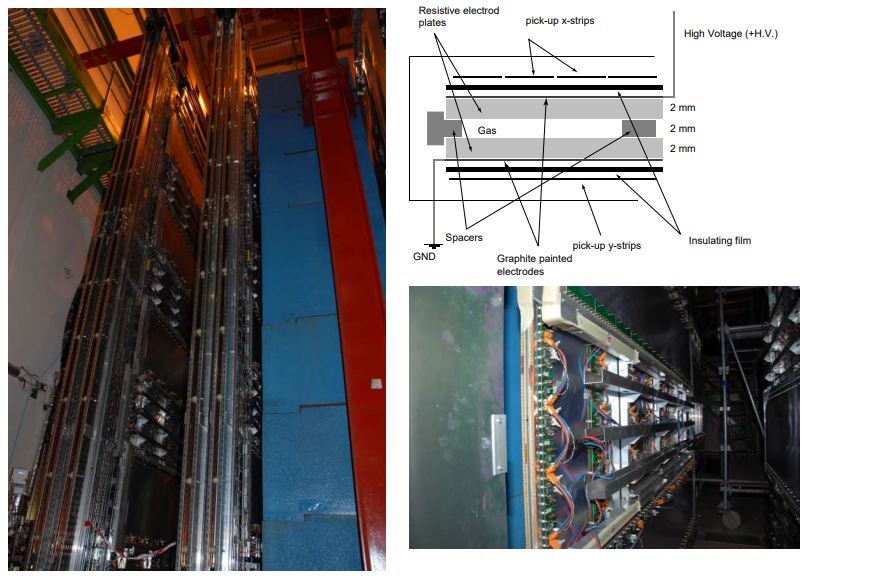 Resistive electrod
plates
pick-up x-strips
High Voltage (+H.V.)
2 mm
Gas
2 mm
2 mm
Spacers
GND
Graphite painted
electrodes
pick-up y-strips
Insulating film